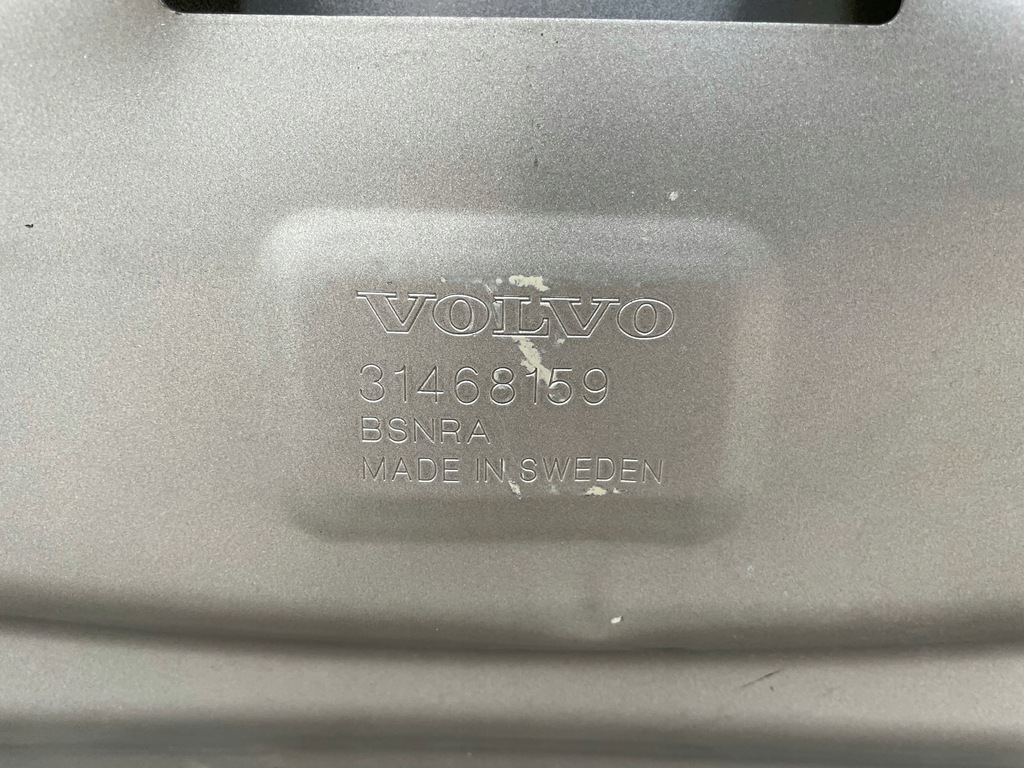 VOLVO
31468159
BSNRA
MADE IN SWEDEN